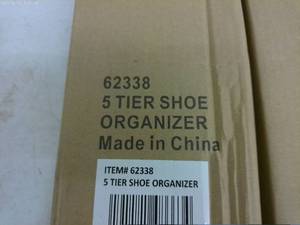 62338
5 TIER SHOE
ORGANIZER
Made in China
ITEM# 62338
5 TIER SHOE ORGANIZER